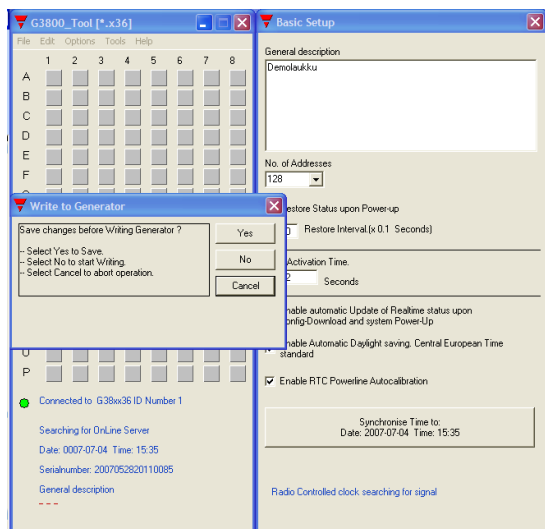 G3800_Tool [*.x36]
File Edit Options Tools Help
1 2 3 4 5 6 7 8
A
B
C
D
E
F
Write to Generator
Save changes before Writing Generator ?
-- Select Yes to Save.
-- Select No to start Writing.
-- Select Cancel to abort operation.
Yes
No
Cancel
P
Connected to G38xx36 ID Number 1
Searching for OnLine Server
Date: 0007-07-04 Time: 15:35
Serialnumber: 2007052820110085
General description
- - -
Basic Setup
General description
Demolaukku
No. of Addresses
128
estore Status upon Power-up
Restore Interval.(x 0.1 Seconds)
Activation Time.
2 Seconds
nable automatic Update of Realtime status upon
onfig-Download and system Power-Up
nable Automatic Daylight saving. Central European Time
standard
Enable RTC Powerline Autocalibration
Synchronise Time to:
Date: 2007-07-04 Time: 15:35
Radio Controlled clock searching for signal